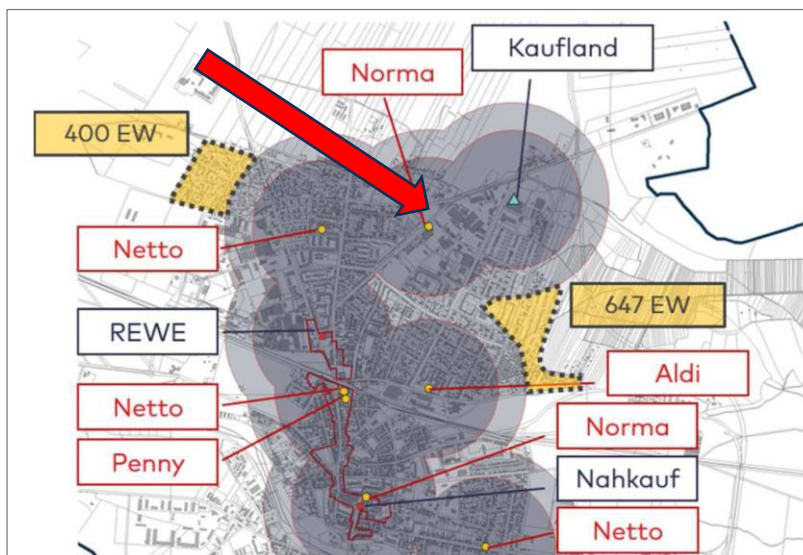 Kaufland
Norma
400 EW
Netto
647 EW
REWE
Aldi
Netto
Norma
Penny
Nahkauf
Netto